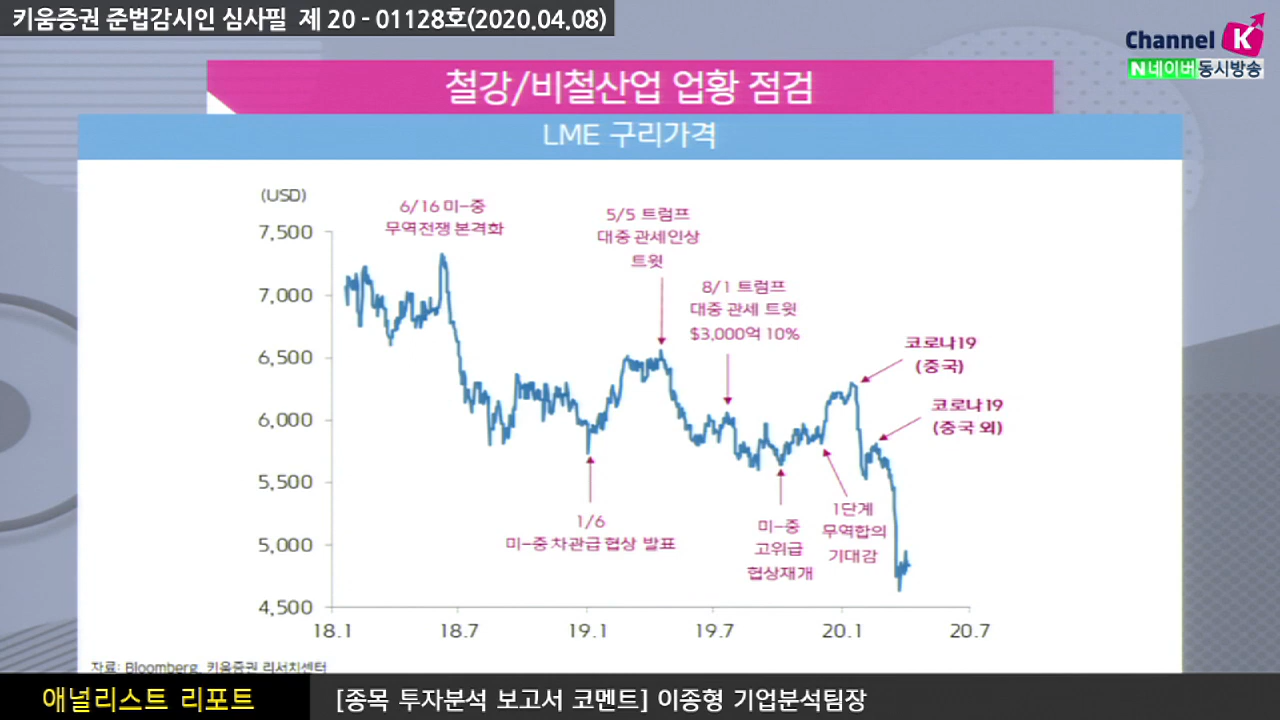 키움증권 준법감시인 심사필 제 20 - 01128호(2020.04.08)
Channel K
N 네이버 동시방송
철강/비철산업 업황 점검
LME 구리가격
(USD)
6/16 미-중
무역전쟁 본격화
5/5 트럼프
대중 관세인상
트윗
8/1 트럼프
대중 관세 트윗
$3,000억 10%
코로나19
(중국)
코로나19
(중국 외)
7,500
7,000
6,500
6,000
5,500
5,000
4,500
1/6
미-중 차관급 협상 발표
미-중
고위급
협상재개
1단계
무역합의
기대감
18.1
18.7
19.1
19.7
20.1
20.7
자료: Bloomberg, 키움증권 리서치센터
애널리스트 리포트
[종목 투자분석 보고서 코멘트] 이종형 기업분석팀장